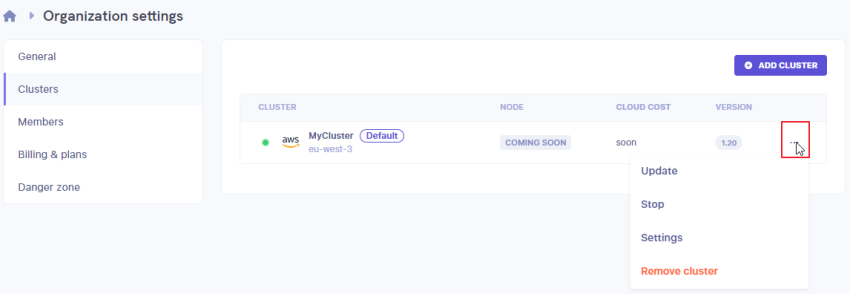 Organization settings
General
Clusters
Members
Billing & plans
Danger zone
ADD CLUSTER
CLUSTER NODE CLOUD COST VERSION
aws MyCluster Default COMING SOON soon 1.20 ...
eu-west-3
Update
Stop
Settings
Remove cluster